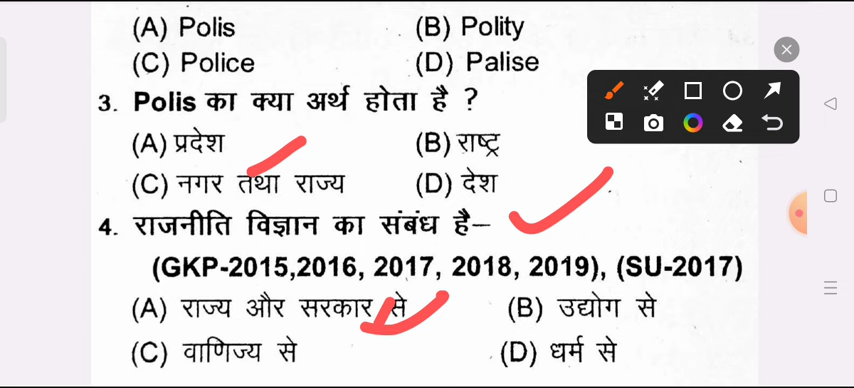 (A) Polis (B) Polity
(C) Police (D) Palise
3. Polis का क्या अर्थ होता है ?
(A) प्रदेश (B) राष्ट्र
(C) नगर तथा राज्य (D) देश
4. राजनीति विज्ञान का संबंध है–
(GKP-2015,2016, 2017, 2018, 2019), (SU-2017)
(A) राज्य और सरकार से (B) उद्योग से
(C) वाणिज्य से (D) धर्म से